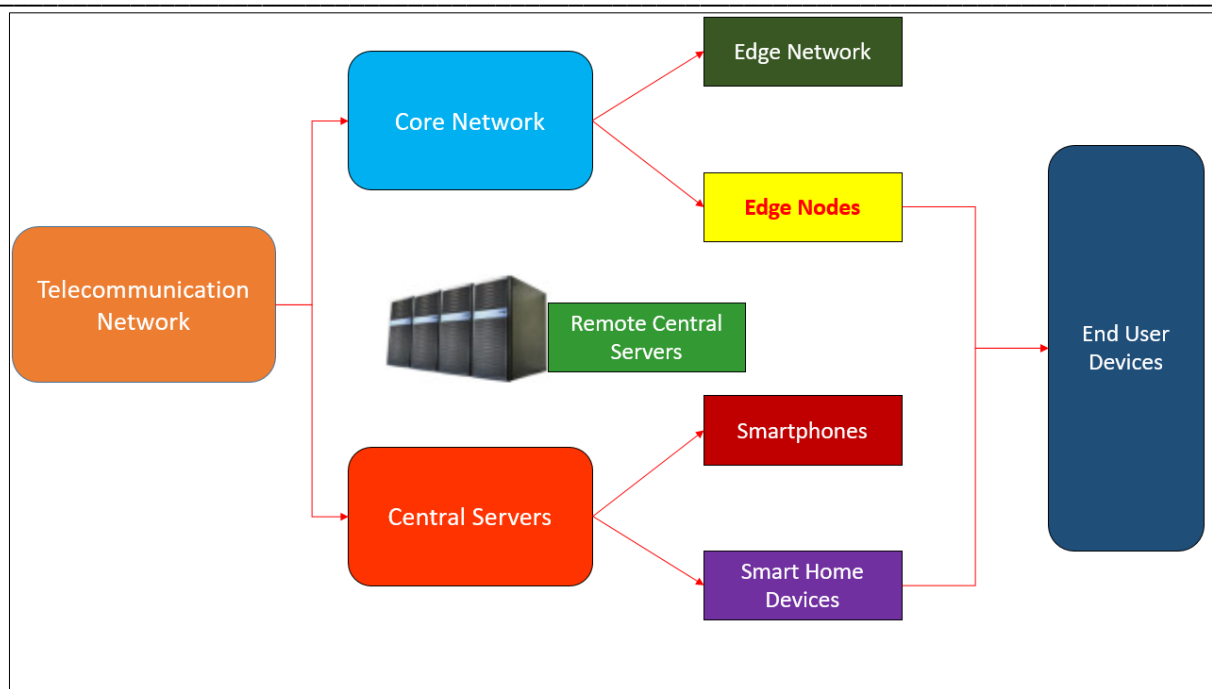 Edge Network
Core Network
Edge Nodes
Telecommunication
Network
Remote Central
Servers
End User
Devices
Smartphones
Central Servers
Smart Home
Devices